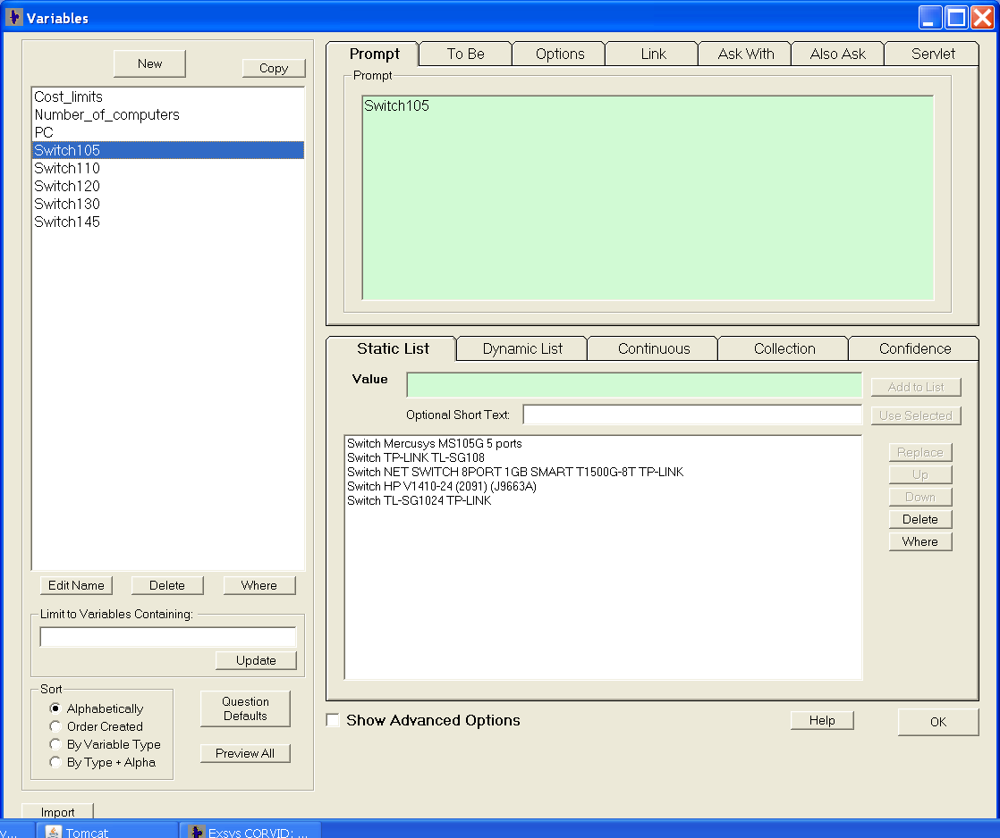 Variables
New
Copy
Cost_limits
Number_of_computers
PC
Switch105
Switch110
Switch120
Switch130
Switch145
Edit Name
Delete
Where
Limit to Variables Containing:
Update
Sort
Alphabetically
Order Created
By Variable Type
By Type + Alpha
Question
Defaults
Preview All
Import
Prompt
To Be
Options
Link
Ask With
Also Ask
Servlet
Prompt
Switch105
Static List
Dynamic List
Continuous
Collection
Confidence
Value
Add to List
Optional Short Text:
Use Selected
Switch Mercusys MS105G 5 ports
Switch TP-LINK TL-SG108
Switch NET SWITCH 8PORT 1GB SMART T1500G-8T TP-LINK
Switch HP V1410-24 (2091) (J9663A)
Switch TL-SG1024 TP-LINK
Replace
Up
Down
Delete
Where
Show Advanced Options
Help
OK
Tomcat
Exsys CORVID: ...